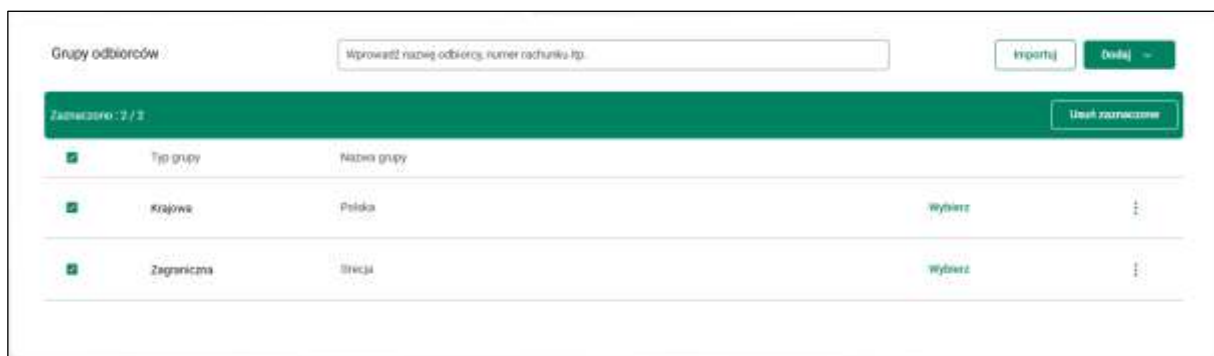 Grupy odbiorców Wprowadź nazwę odbiorcy, numer rachunku itp. Importuj Dodaj
Zaznaczono : 2 / 2 Usuń zaznaczone
Typ grupy Nazwa grupy
Krajowa Polska Wybierz
Zagraniczna Wybierz